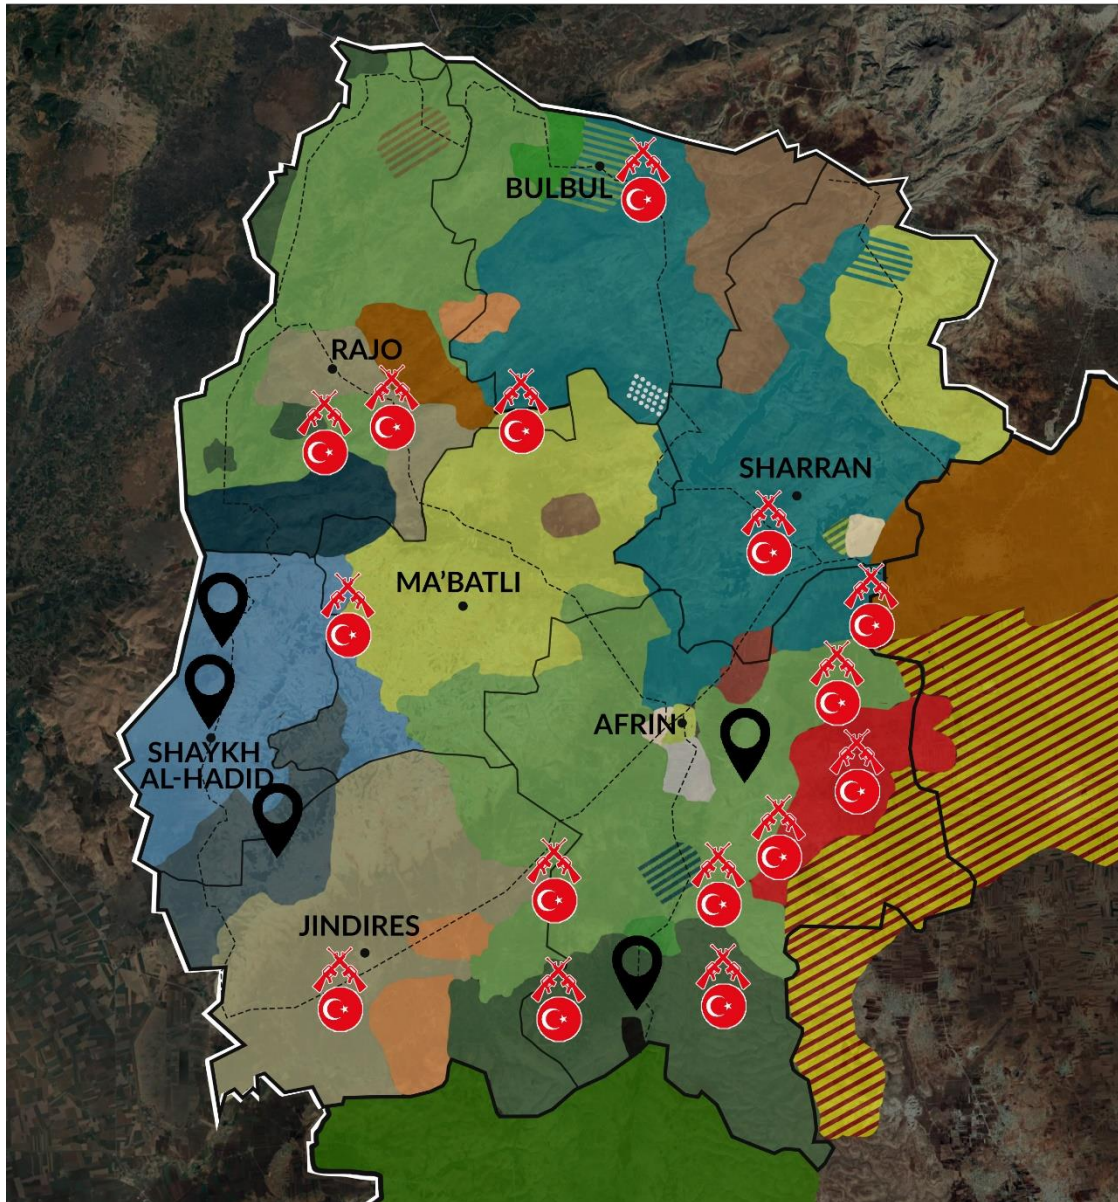 BULBUL
RAJO
SHARRAN
MA'BATLI
AFRIN
SHAYKH
AL-HADID
JINDIRES